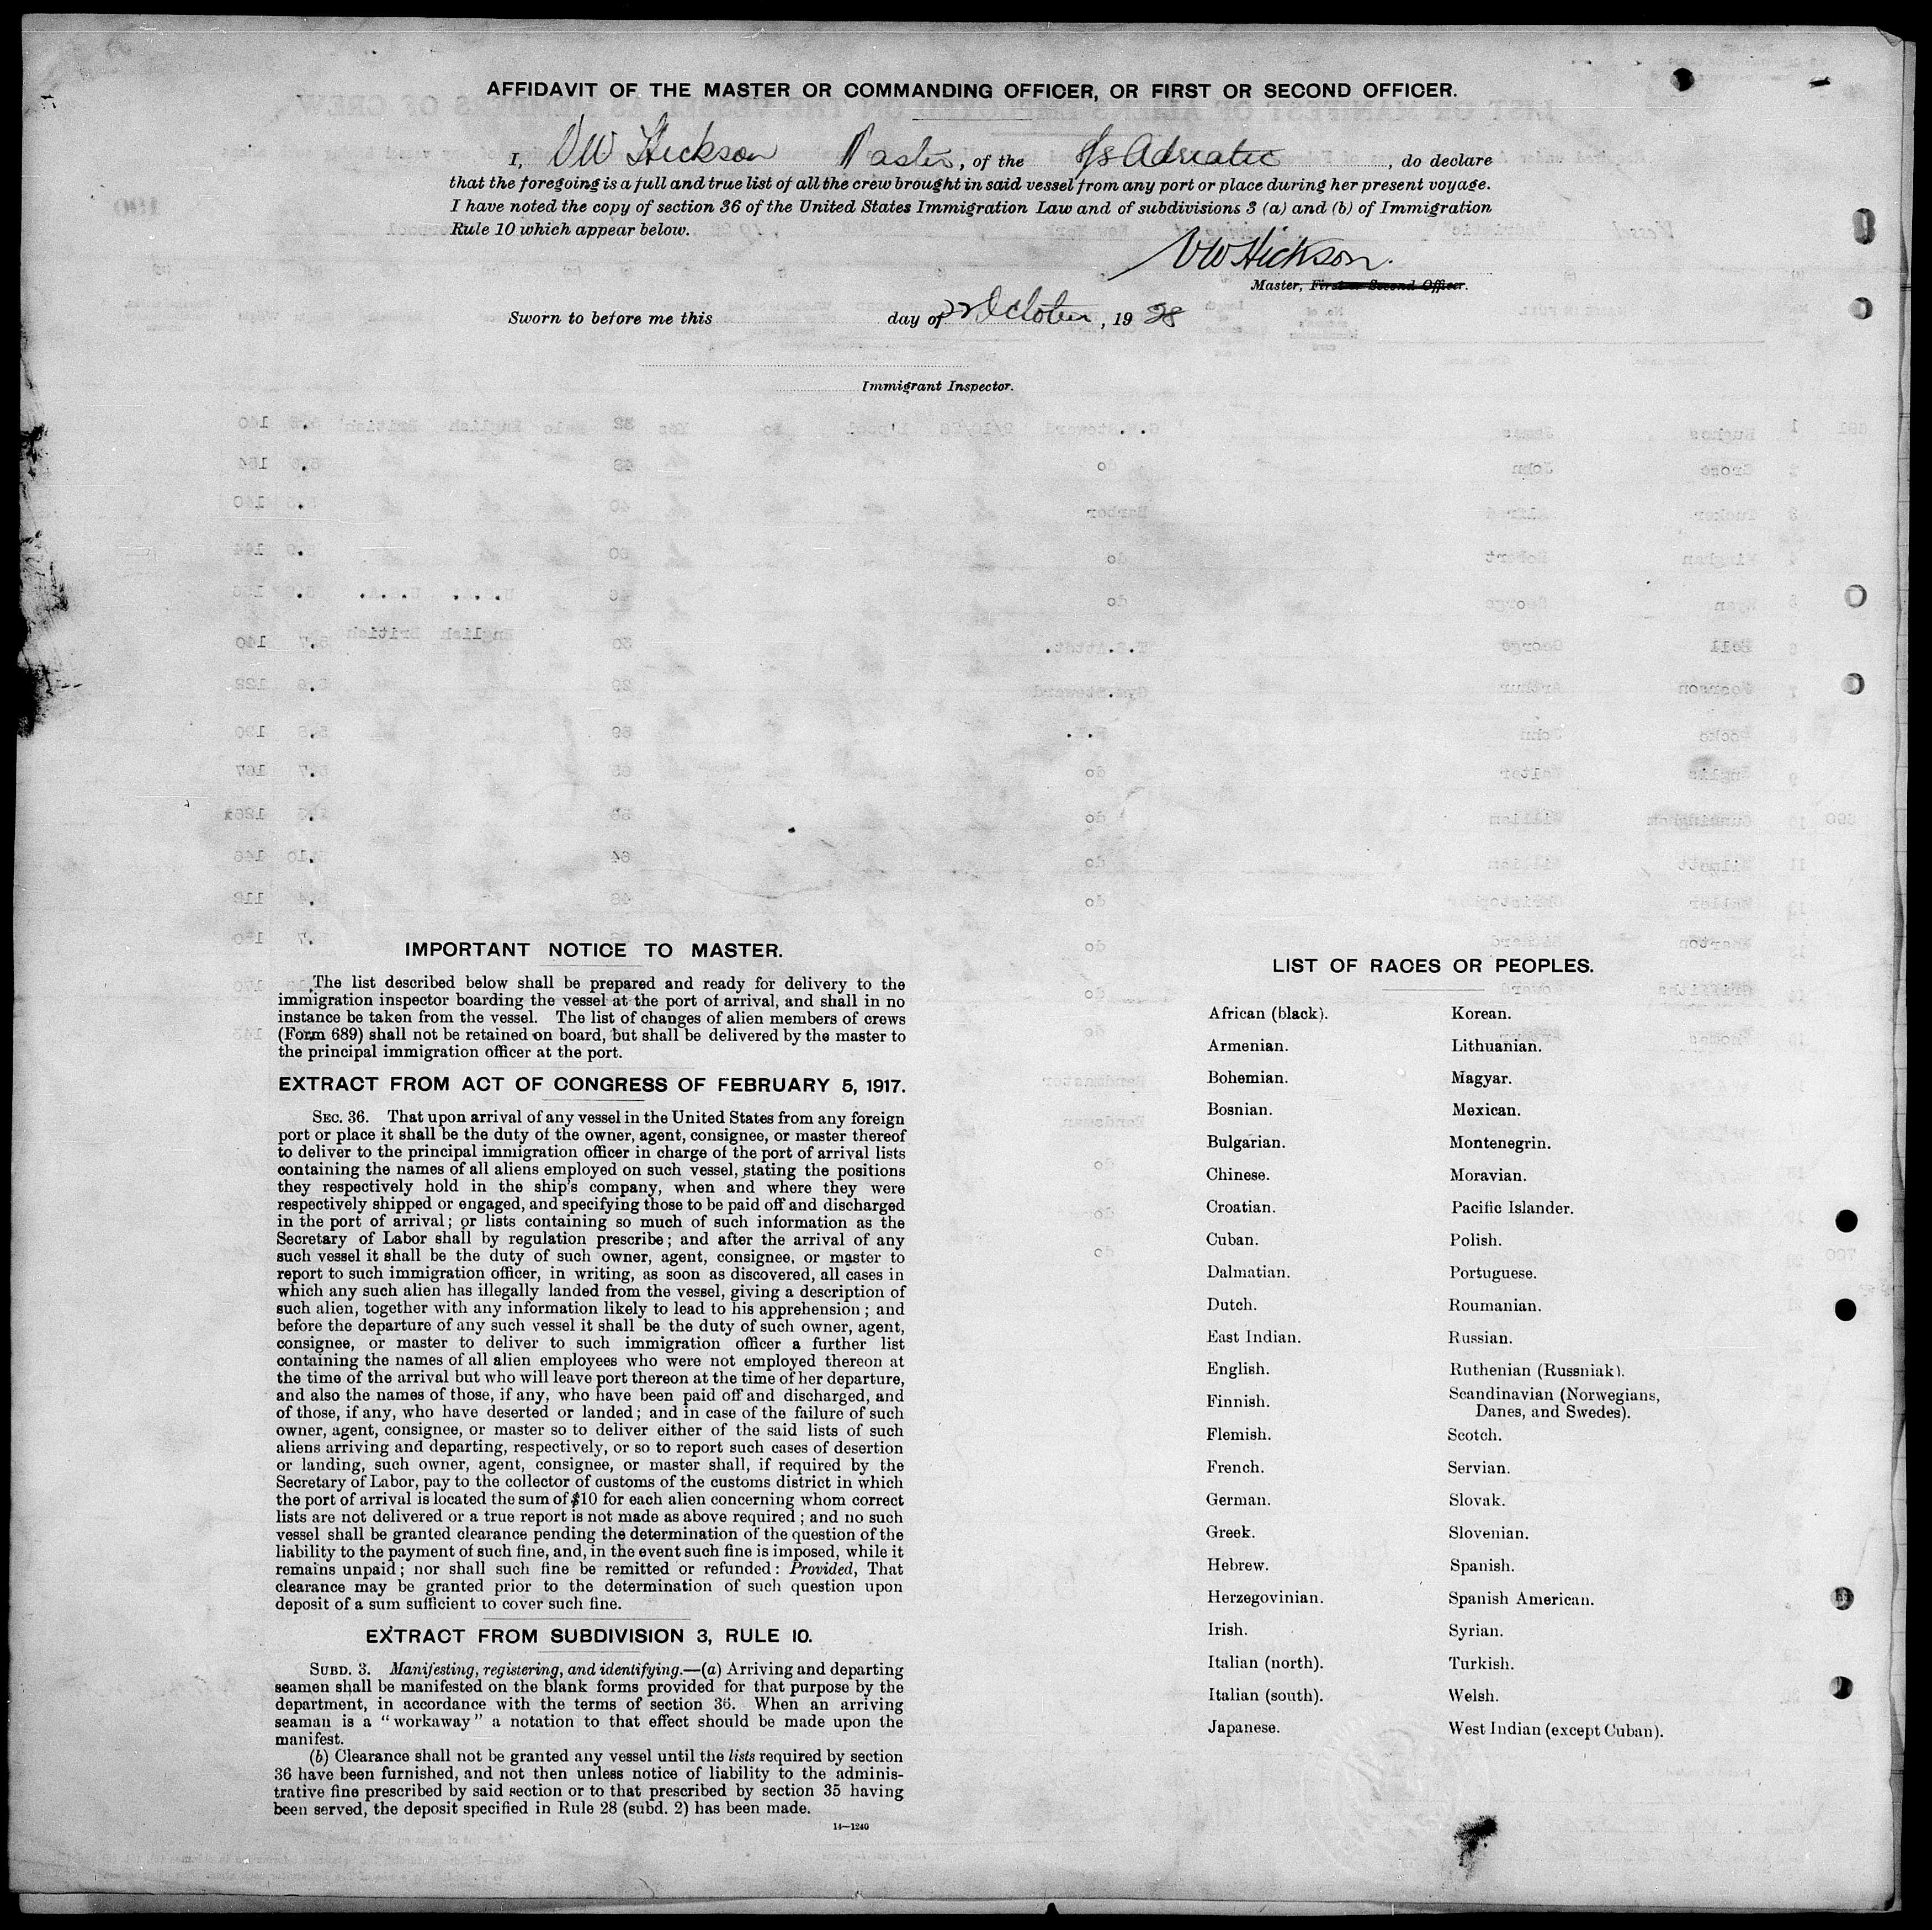 AFFIDAVIT OF THE MASTER OR COMMANDING OFFICER, OR FIRST OR SECOND OFFICER.
I, VW Hickson Master, of the SS Adriatic, do declare
that the foregoing is a full and true list of all the crew brought in said vessel from any port or place during her present voyage.
I have noted the copy of section 36 of the United States Immigration Law and of subdivisions 3 (a) and (b) of Immigration
Rule 10 which appear below.
VW Hickson.
Master, First or Second Officer.
Sworn to before me this day of 22 October, 19 28
Immigrant Inspector.
IMPORTANT NOTICE TO MASTER.
The list described below shall be prepared and ready for delivery to the
immigration inspector boarding the vessel at the port of arrival, and shall in no
instance be taken from the vessel. The list of changes of alien members of crews
(Form 689) shall not be retained on board, but shall be delivered by the master to
the principal immigration officer at the port.
EXTRACT FROM ACT OF CONGRESS OF FEBRUARY 5, 1917.
SEC. 36. That upon arrival of any vessel in the United States from any foreign
port or place it shall be the duty of the owner, agent, consignee, or master thereof
to deliver to the principal immigration officer in charge of the port of arrival lists
containing the names of all aliens employed on such vessel, stating the positions
they respectively hold in the ship's company, when and where they were
respectively shipped or engaged, and specifying those to be paid off and discharged
in the port of arrival; or lists containing so much of such information as the
Secretary of Labor shall by regulation prescribe; and after the arrival of any
such vessel it shall be the duty of such owner, agent, consignee, or master to
report to such immigration officer, in writing, as soon as discovered, all cases in
which any such alien has illegally landed from the vessel, giving a description of
such alien, together with any information likely to lead to his apprehension; and
before the departure of any such vessel it shall be the duty of such owner, agent,
consignee, or master to deliver to such immigration officer a further list
containing the names of all alien employees who were not employed thereon at
the time of the arrival but who will leave port thereon at the time of her departure,
and also the names of those, if any, who have been paid off and discharged, and
of those, if any, who have deserted or landed; and in case of the failure of such
owner, agent, consignee, or master so to deliver either of the said lists of such
aliens arriving and departing, respectively, or so to report such cases of desertion
or landing, such owner, agent, consignee, or master shall, if required by the
Secretary of Labor, pay to the collector of customs of the customs district in which
the port of arrival is located the sum of $10 for each alien concerning whom correct
lists are not delivered or a true report is not made as above required; and no such
vessel shall be granted clearance pending the determination of the question of the
liability to the payment of such fine, and, in the event such fine is imposed, while it
remains unpaid; nor shall such fine be remitted or refunded: Provided, That
clearance may be granted prior to the determination of such question upon
deposit of a sum sufficient to cover such fine.
EXTRACT FROM SUBDIVISION 3, RULE 10.
SUBD. 3. Manifesting, registering, and identifying.—(a) Arriving and departing
seamen shall be manifested on the blank forms provided for that purpose by the
department, in accordance with the terms of section 36. When an arriving
seaman is a "workaway" a notation to that effect should be made upon the
manifest.
(b) Clearance shall not be granted any vessel until the lists required by section
36 have been furnished, and not then unless notice of liability to the adminis-
trative fine prescribed by said section or to that prescribed by section 35 having
been served, the deposit specified in Rule 28 (subd. 2) has been made.
14—1240
LIST OF RACES OR PEOPLES.
African (black).
Armenian.
Bohemian.
Bosnian.
Bulgarian.
Chinese.
Croatian.
Cuban.
Dalmatian.
Dutch.
East Indian.
English.
Finnish.
Flemish.
French.
German.
Greek.
Hebrew.
Herzegovinian.
Irish.
Italian (north).
Italian (south).
Japanese.
Korean.
Lithuanian.
Magyar.
Mexican.
Montenegrin.
Moravian.
Pacific Islander.
Polish.
Portuguese.
Roumanian.
Russian.
Ruthenian (Russniak).
Scandinavian (Norwegians,
Danes, and Swedes).
Scotch.
Servian.
Slovak.
Slovenian.
Spanish.
Spanish American.
Syrian.
Turkish.
Welsh.
West Indian (except Cuban).